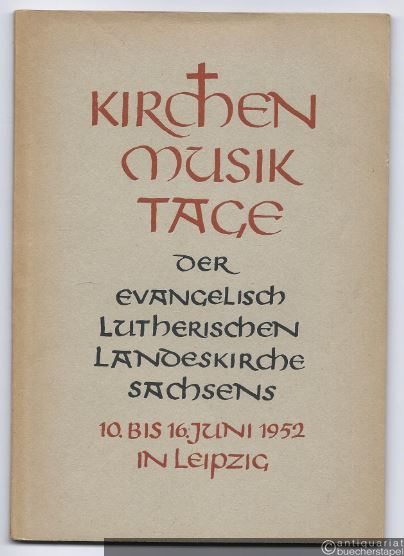 KIRCHEN
MUSIK
TAGE
DER
EVANGELISCH
LUTHERISCHEN
LANDESKIRCHE
SACHSENS
10. BIS 16. JUNI 1952
IN LEIPZIG
antiquariat
buecherstapel